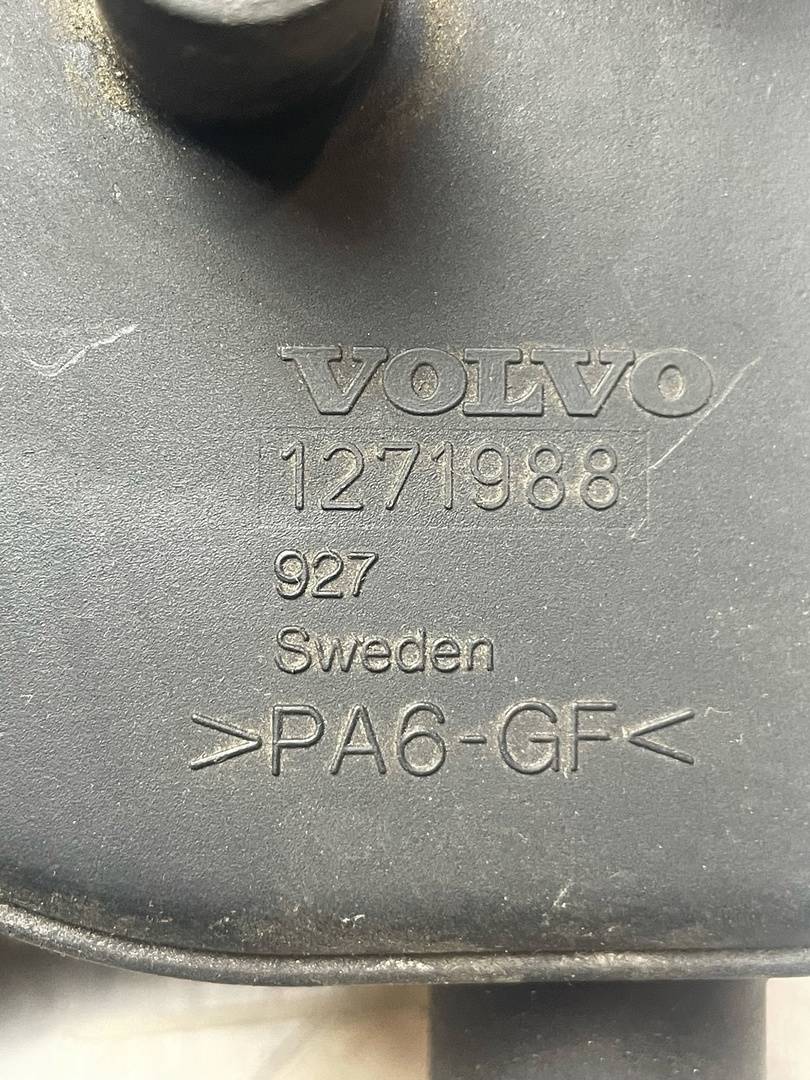 VOLVO
1271988
927
Sweden
>PA6-GF<